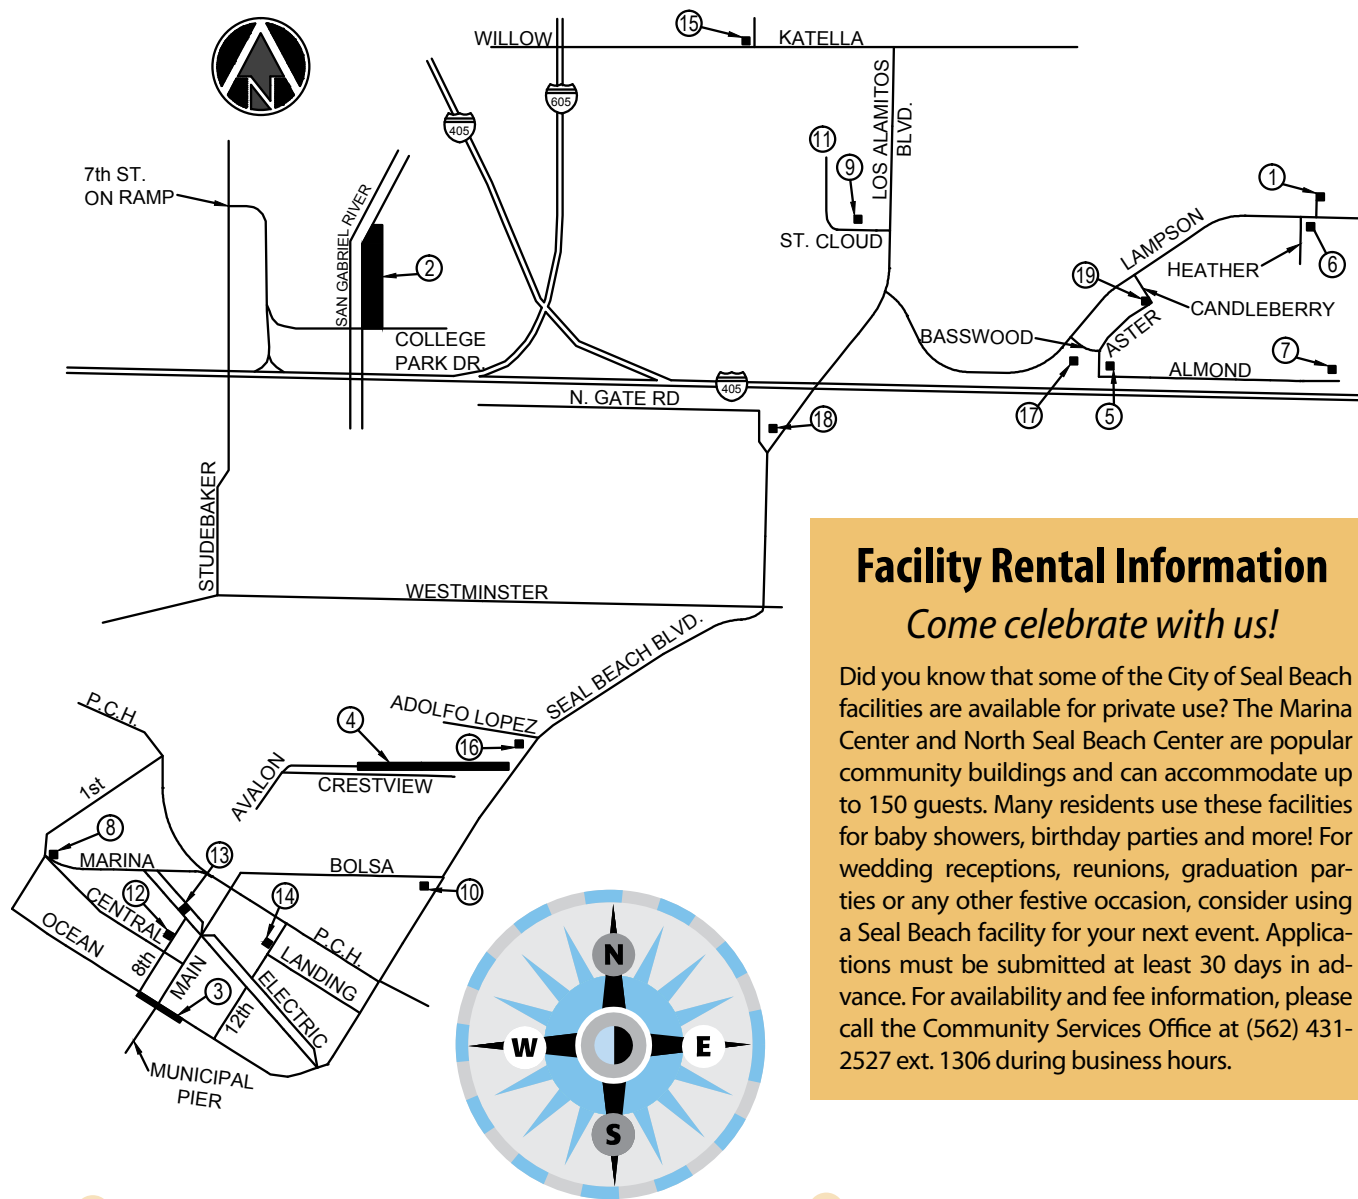 WILLOW
15
KATELLA
N
605
405
LOS ALAMITOS
BLVD.
7th ST.
ON RAMP
11
9
1
SAN GABRIEL RIVER
2
ST. CLOUD
LAMPSON
6
HEATHER
19
CANDLEBERRY
COLLEGE
PARK DR.
BASSWOOD
ASTER
7
ALMOND
405
N. GATE RD
18
17
5
STUDEBAKER
WESTMINSTER
SEAL BEACH BLVD.
P.C.H.
4
ADOLFO LOPEZ
16
AVALON
CRESTVIEW
1st
8
MARINA
13
BOLSA
10
12
CENTRAL
14
P.C.H.
OCEAN
LANDING
8th
MAIN
3
12th
ELECTRIC
MUNICIPAL
PIER
N
W
E
S
Facility Rental Information
Come celebrate with us!
Did you know that some of the City of Seal Beach
facilities are available for private use? The Marina
Center and North Seal Beach Center are popular
community buildings and can accommodate up
to 150 guests. Many residents use these facilities
for baby showers, birthday parties and more! For
wedding receptions, reunions, graduation par-
ties or any other festive occasion, consider using
a Seal Beach facility for your next event. Applica-
tions must be submitted at least 30 days in ad-
vance. For availability and fee information, please
call the Community Services Office at (562) 431-
2527 ext. 1306 during business hours.